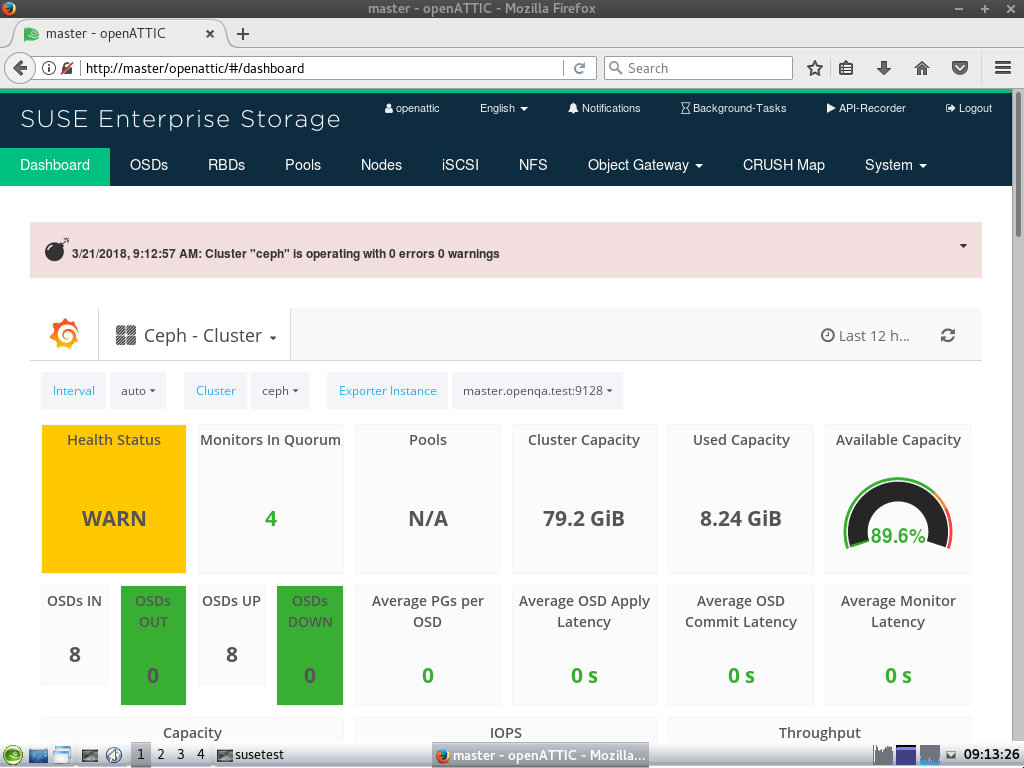 master - openATTIC - Mozilla Firefox
master - openATTIC
http://master/openattic/#/dashboard
Search
SUSE Enterprise Storage
openattic
English
Notifications
Background-Tasks
API-Recorder
Logout
Dashboard
OSDs
RBDs
Pools
Nodes
iSCSI
NFS
Object Gateway
CRUSH Map
System
3/21/2018, 9:12:57 AM: Cluster "ceph" is operating with 0 errors 0 warnings
Ceph - Cluster
Last 12 h...
Interval
auto
Cluster
ceph
Exporter Instance
master.openqa.test:9128
Health Status
WARN
Monitors In Quorum
4
Pools
N/A
Cluster Capacity
79.2 GiB
Used Capacity
8.24 GiB
Available Capacity
89.6%
OSDs IN
8
OSDs
OUT
0
OSDs UP
8
OSDs
DOWN
0
Average PGs per
OSD
0
Average OSD Apply
Latency
0 s
Average OSD
Commit Latency
0 s
Average Monitor
Latency
0 s
Capacity
IOPS
Throughput
1
2
3
4
susetest
master - openATTIC - Mozilla...
09:13:26